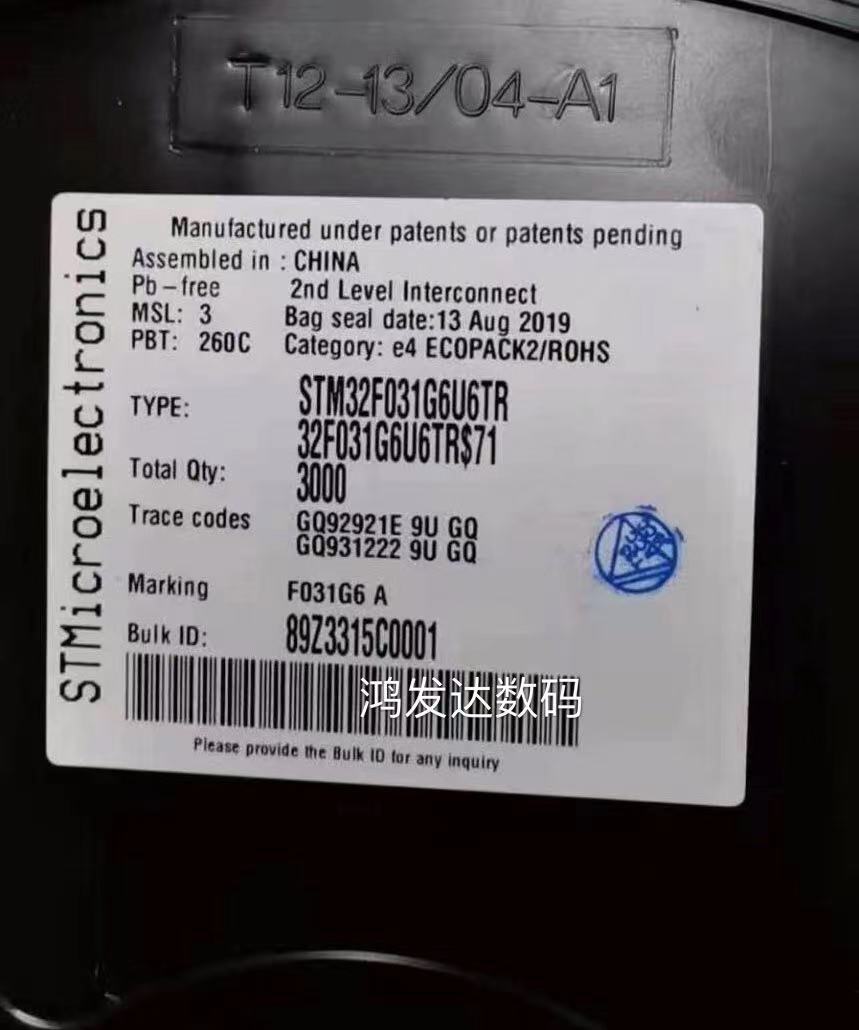 T12-13/04-A1
STMicroelectronics
Manufactured under patents or patents pending
Assembled in : CHINA
Pb-free 2nd Level Interconnect
MSL: 3 Bag seal date:13 Aug 2019
PBT: 260C Category: e4 ECOPACK2/ROHS
TYPE: STM32F031G6U6TR
32F031G6U6TR$71
Total Qty: 3000
Trace codes GQ92921E 9U GQ
GQ931222 9U GQ
Marking F031G6 A
Bulk ID: 89Z3315C0001
鸿发达数码
Please provide the Bulk ID for any inquiry